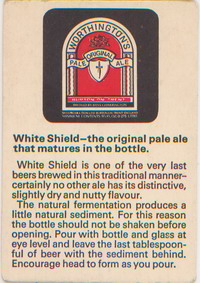 WORTHINGTON'S
ORIGINAL
PALE ALE
BURTON-ON-TRENT
White Shield—the original pale ale
that matures in the bottle.
White Shield is one of the very last
beers brewed in this traditional manner-
certainly no other ale has its distinctive,
slightly dry and nutty flavour.
The natural fermentation produces a
little natural sediment. For this reason
the bottle should not be shaken before
opening. Pour with bottle and glass at
eye level and leave the last tablespoon-
ful of beer with the sediment behind.
Encourage head to form as you pour.